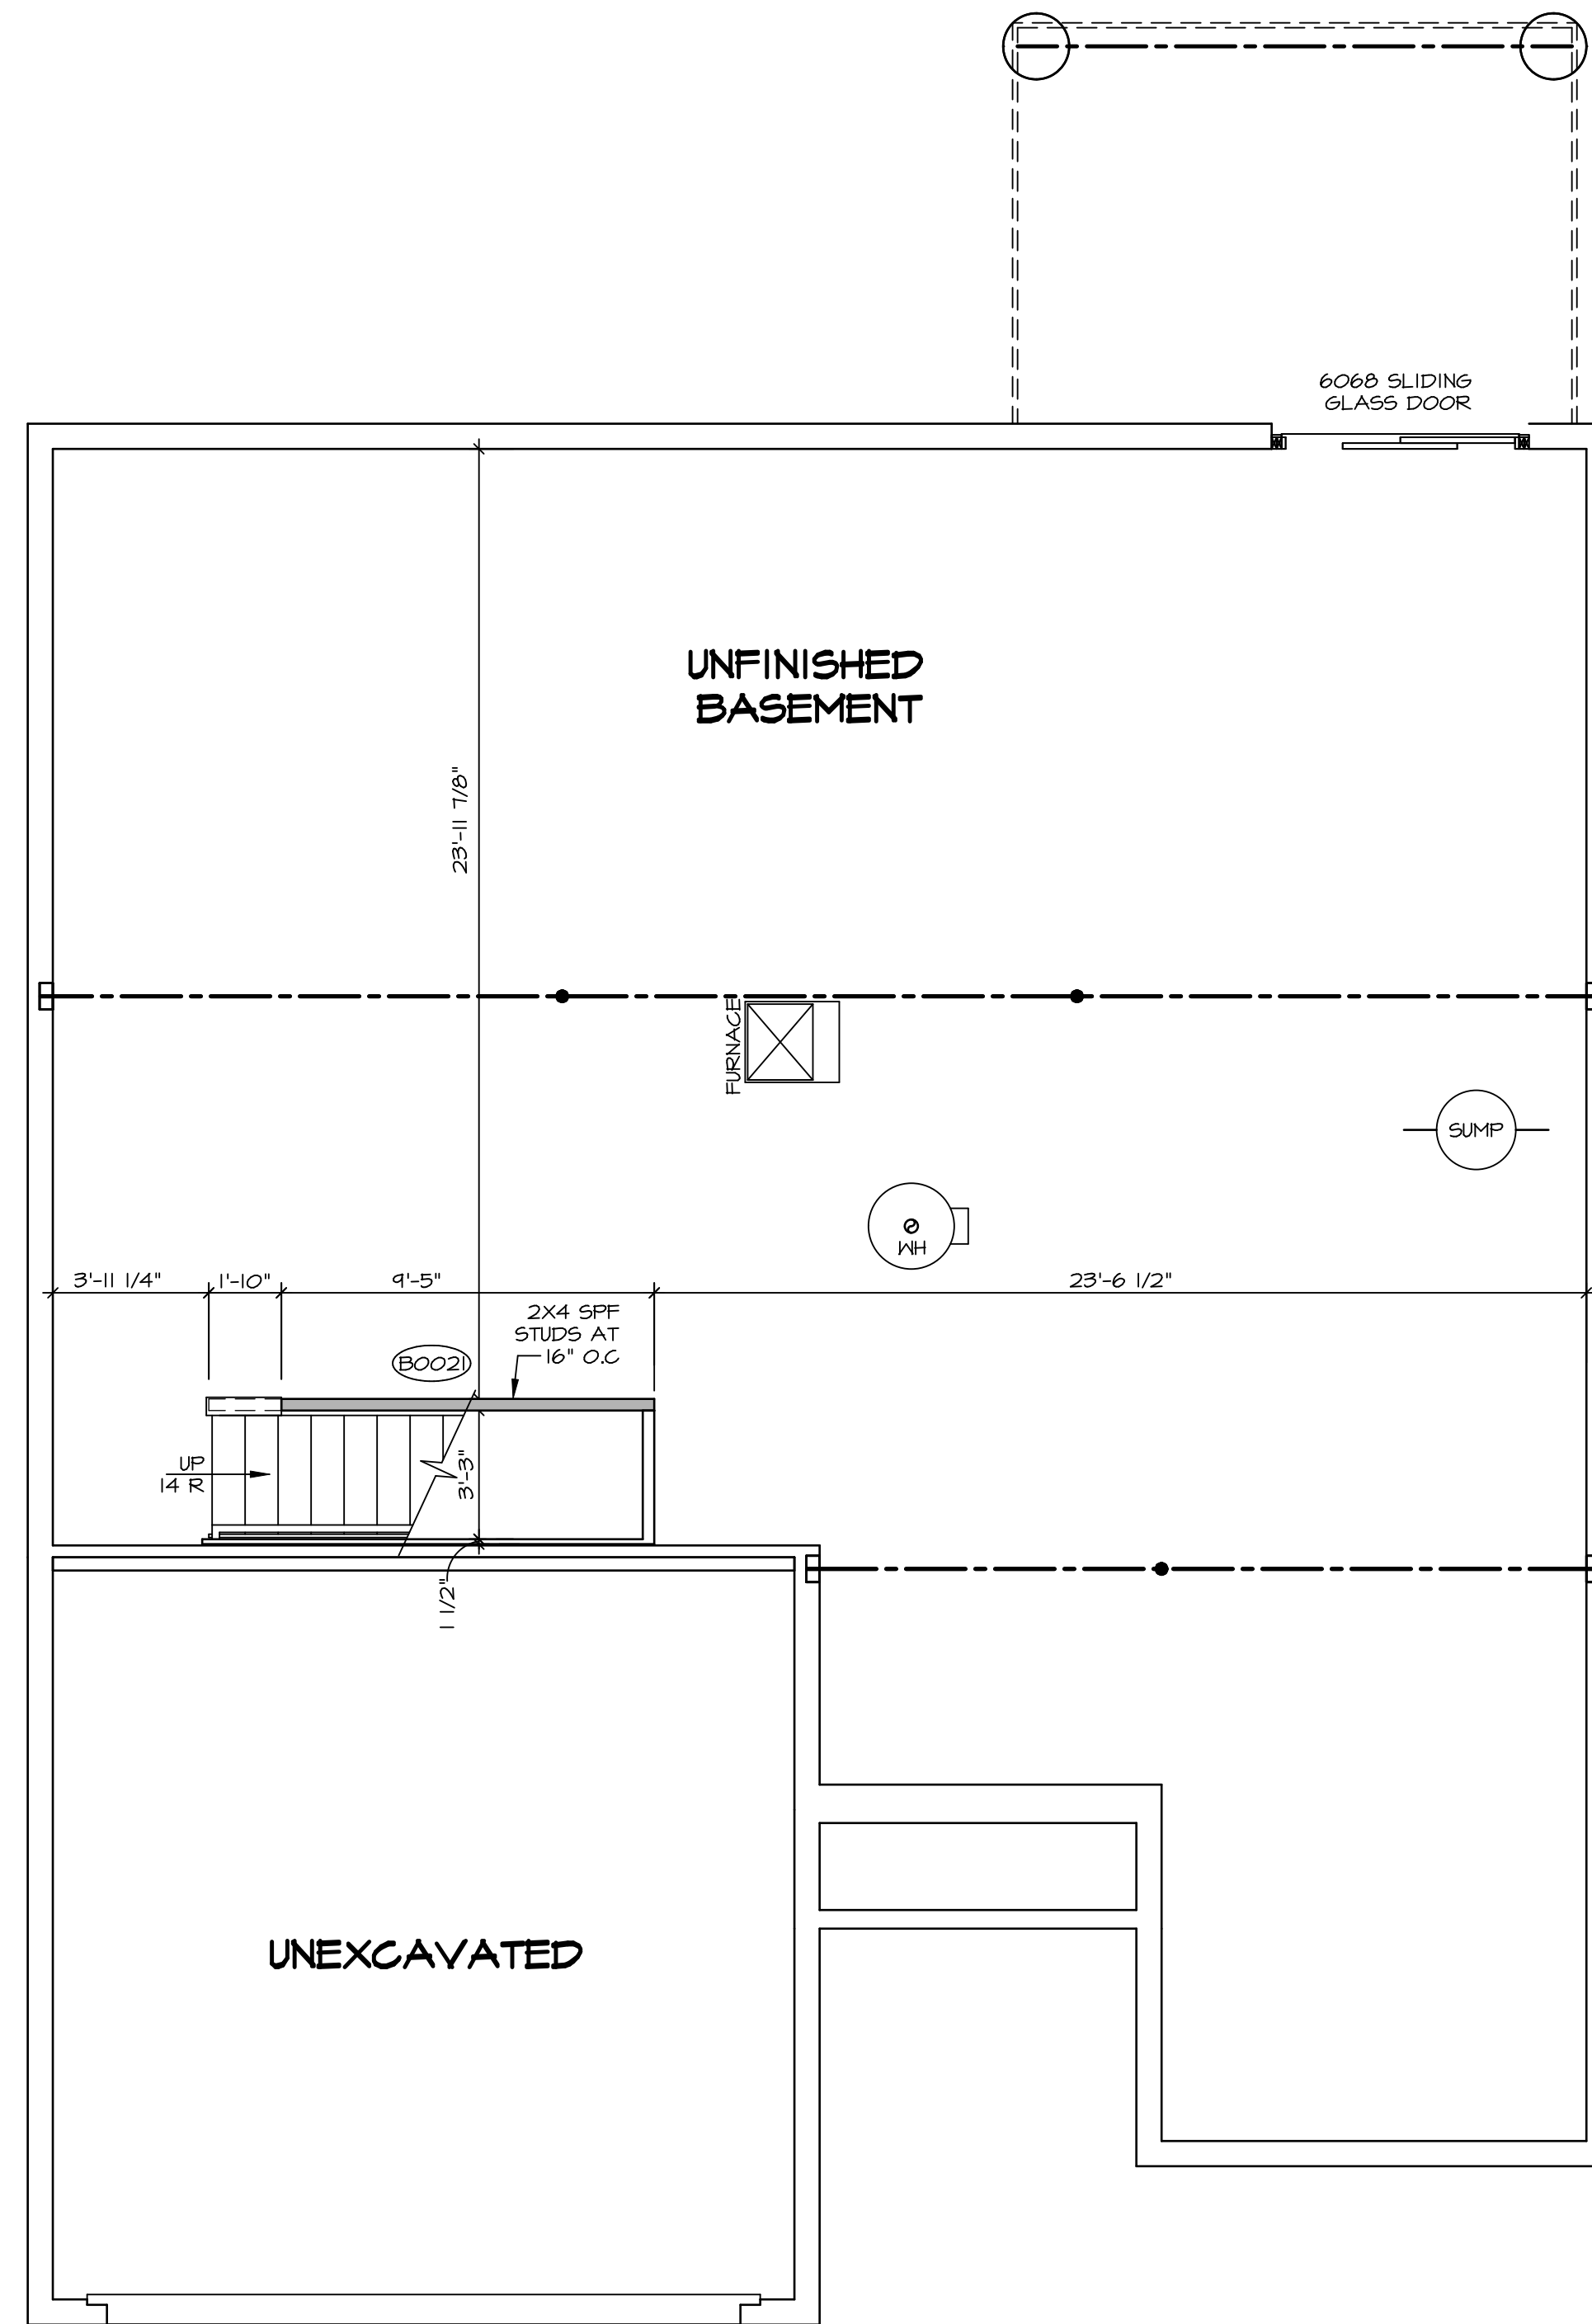 6068 SLIDING
GLASS DOOR
UNFINISHED
BASEMENT
23'-11 7/8"
FURNACE
SUMP
WH
3'-11 1/4"
1'-10"
9'-5"
23'-6 1/2"
2X4 SPF
STUDS AT
16" O.C
B0021
UP
14 R
3'-3"
1 1/2"
UNEXCAVATED